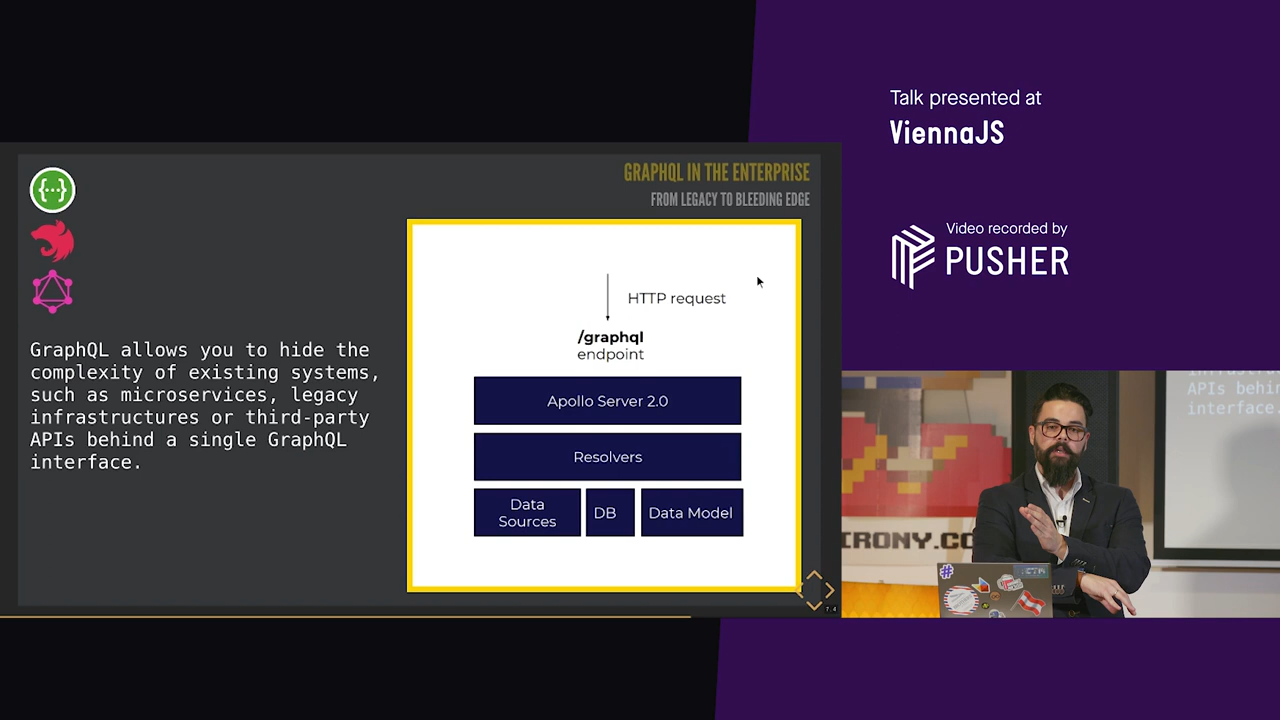 Talk presented at
ViennaJS
Video recorded by
PUSHER
GRAPHQL IN THE ENTERPRISE
FROM LEGACY TO BLEEDING EDGE
{···}
GraphQL allows you to hide the
complexity of existing systems,
such as microservices, legacy
infrastructures or third-party
APIs behind a single GraphQL
interface.
HTTP request
/graphql
endpoint
Apollo Server 2.0
Resolvers
Data
Sources
DB
Data Model
7.4
APIs behin
interface.
IRONY.CO
#